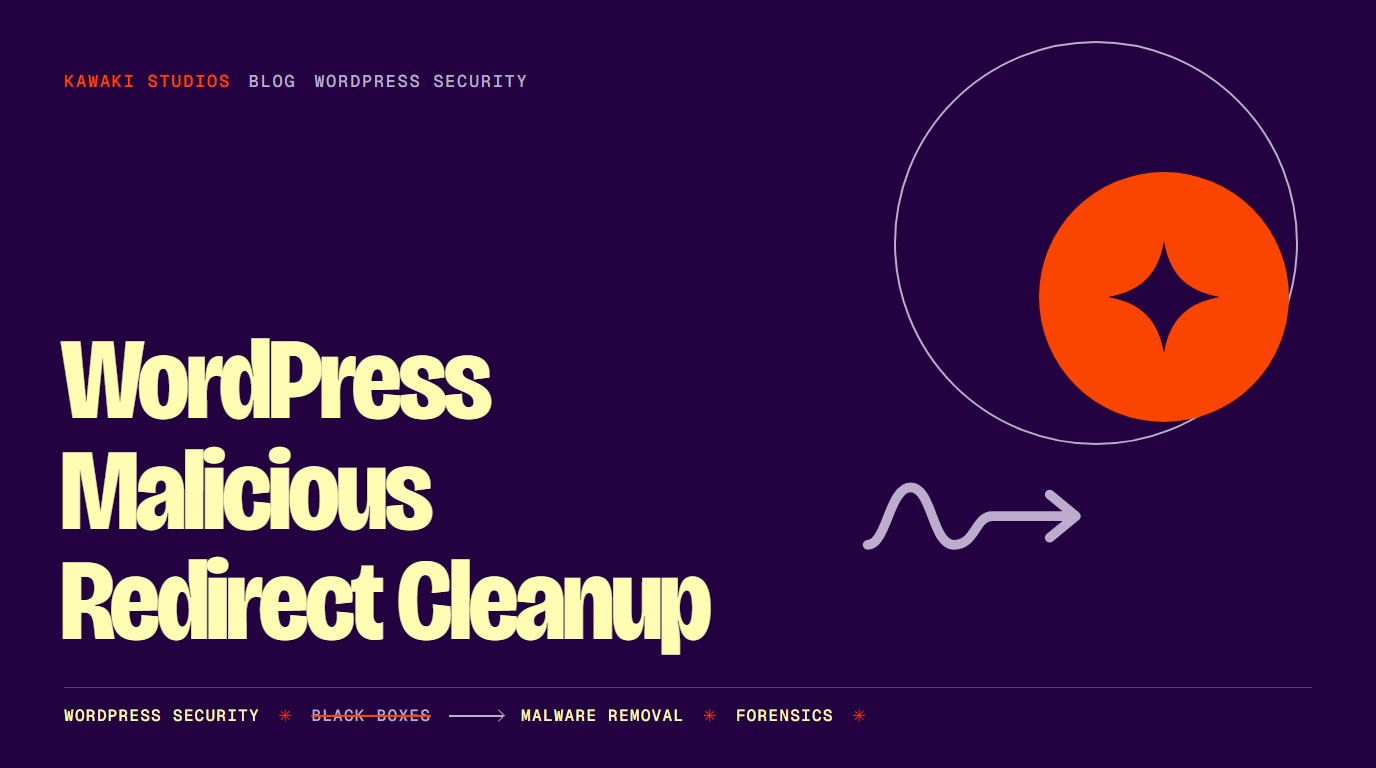 KAWAKI STUDIOS BLOG WORDPRESS SECURITY
WordPress
Malicious
Redirect Cleanup
WORDPRESS SECURITY ✳ BLACK BOXES → MALWARE REMOVAL ✳ FORENSICS ✳